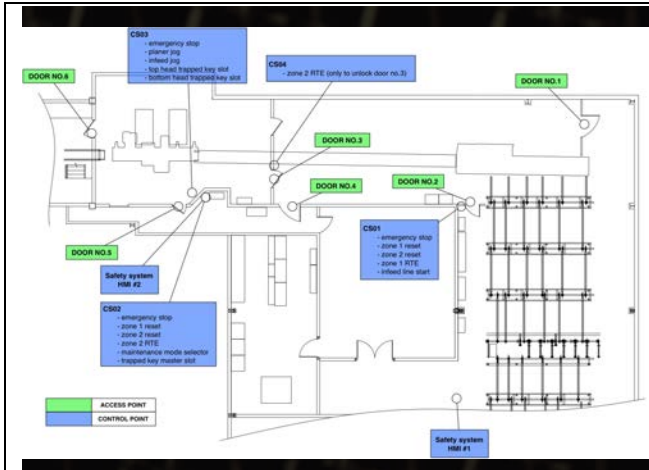 CS03
- emergency stop
- planer jog
- infeed jog
- top head trapped key slot
- bottom head trapped key slot
CS04
- zone 2 RTE (only to unlock door no.3)
DOOR NO.6
DOOR NO.1
DOOR NO.3
DOOR NO.2
DOOR NO.4
DOOR NO.5
CS01
- emergency stop
- zone 1 reset
- zone 2 reset
- zone 1 RTE
- infeed line start
Safety system
HMI #2
CS02
- emergency stop
- zone 1 reset
- zone 2 reset
- zone 2 RTE
- maintenance mode selector
- trapped key master slot
ACCESS POINT
CONTROL POINT
Safety system
HMI #1